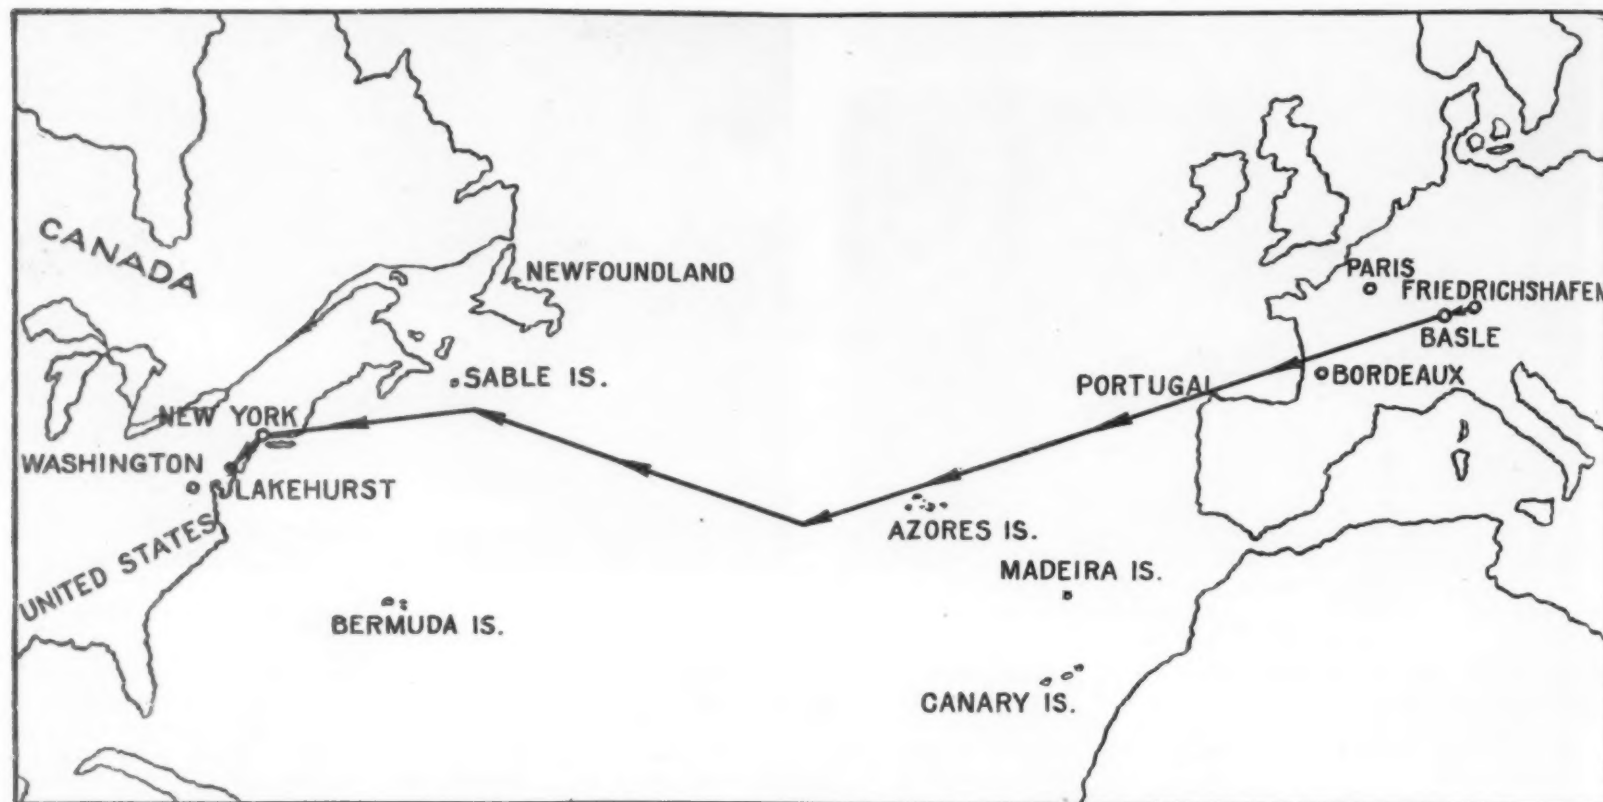 CANADA
NEWFOUNDLAND
PARIS
FRIEDRICHSHAFEN
BASLE
SABLE IS.
PORTUGAL
BORDEAUX
NEW YORK
WASHINGTON
LAKEHURST
UNITED STATES
AZORES IS.
MADEIRA IS.
BERMUDA IS.
CANARY IS.